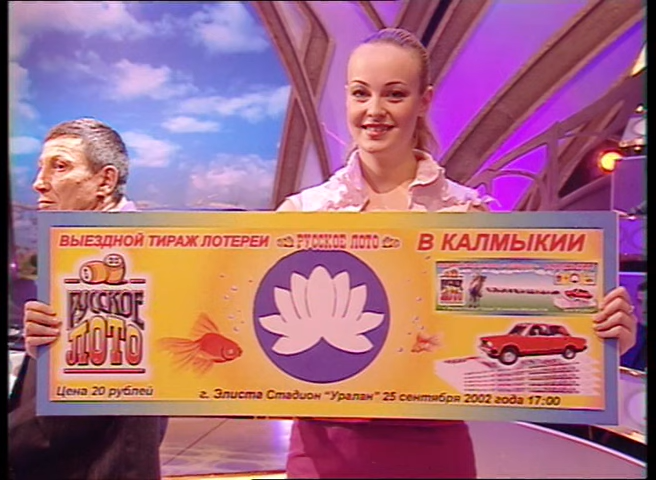 ВЫЕЗДНОЙ ТИРАЖ ЛОТЕРЕИ РУССКОЕ ЛОТО В КАЛМЫКИИ
РУССКОЕ
ЛОТО
Цена 20 рублей
г. Элиста Стадион "Уралан" 25 сентября 2002 года 17:00